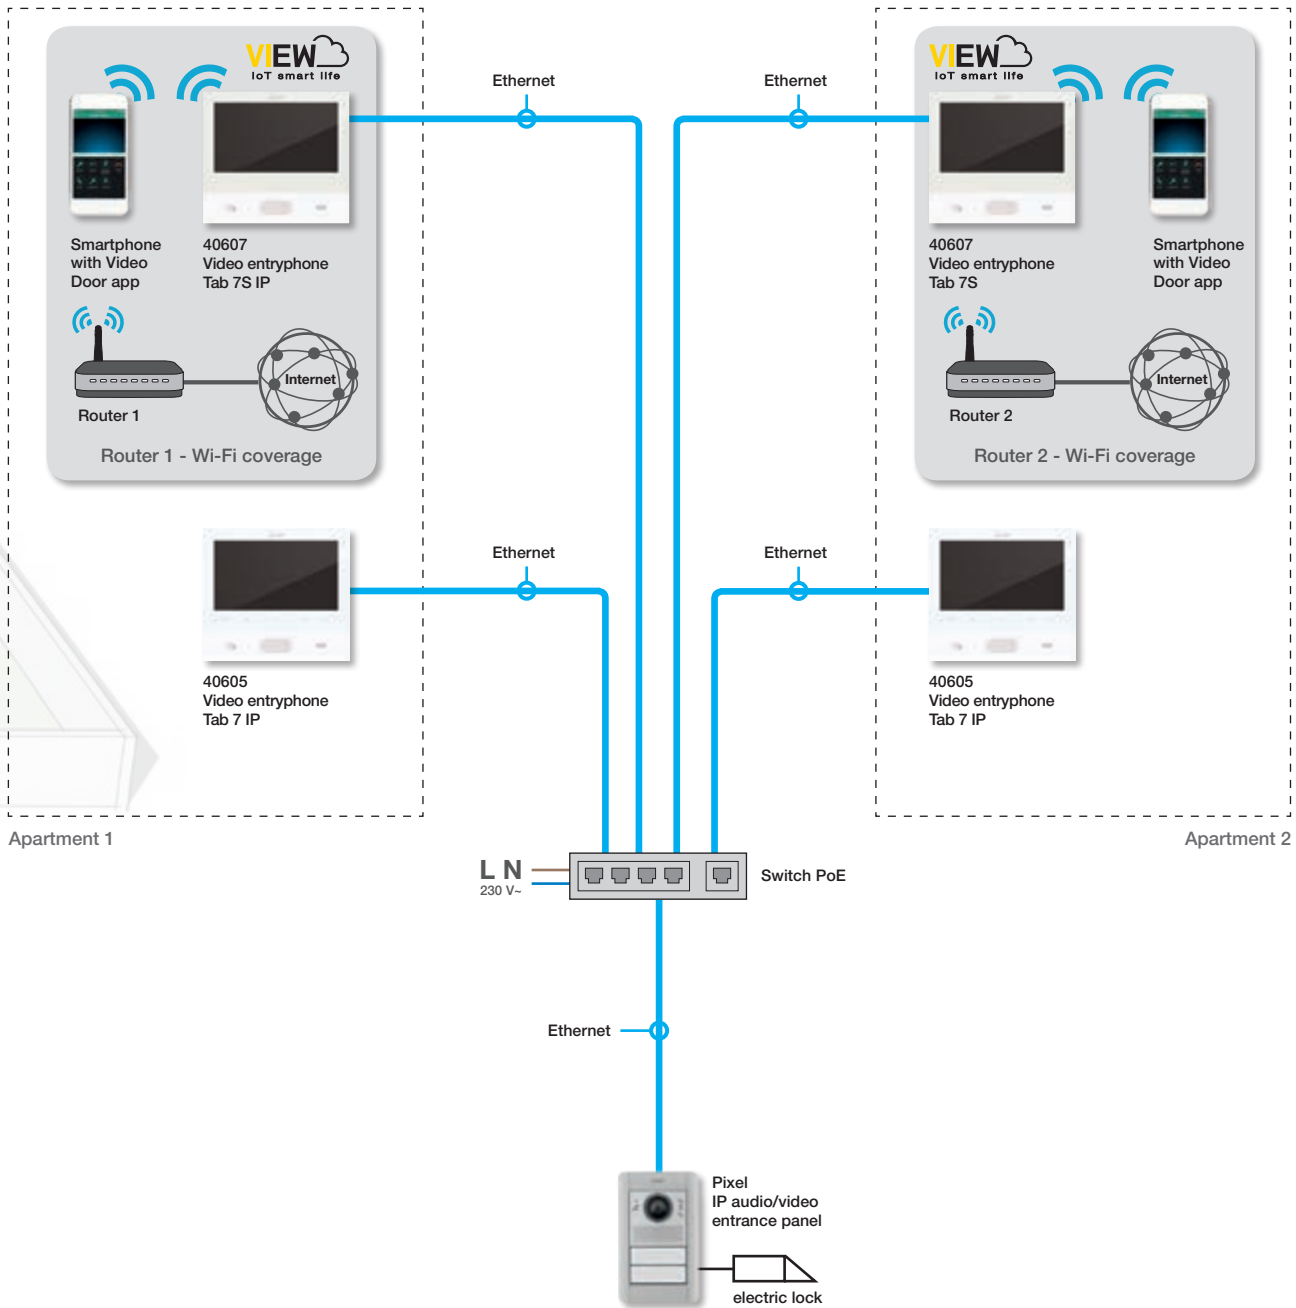 VIEW
IoT smart life
Smartphone
with Video
Door app
40607
Video entryphone
Tab 7S IP
Router 1
Internet
Router 1 - Wi-Fi coverage
Ethernet
Ethernet
VIEW
IoT smart life
40607
Video entryphone
Tab 7S
Smartphone
with Video
Door app
Router 2
Internet
Router 2 - Wi-Fi coverage
40605
Video entryphone
Tab 7 IP
Ethernet
Ethernet
40605
Video entryphone
Tab 7 IP
Apartment 1
Apartment 2
L N
230 V~
Switch PoE
Ethernet
Pixel
IP audio/video
entrance panel
electric lock